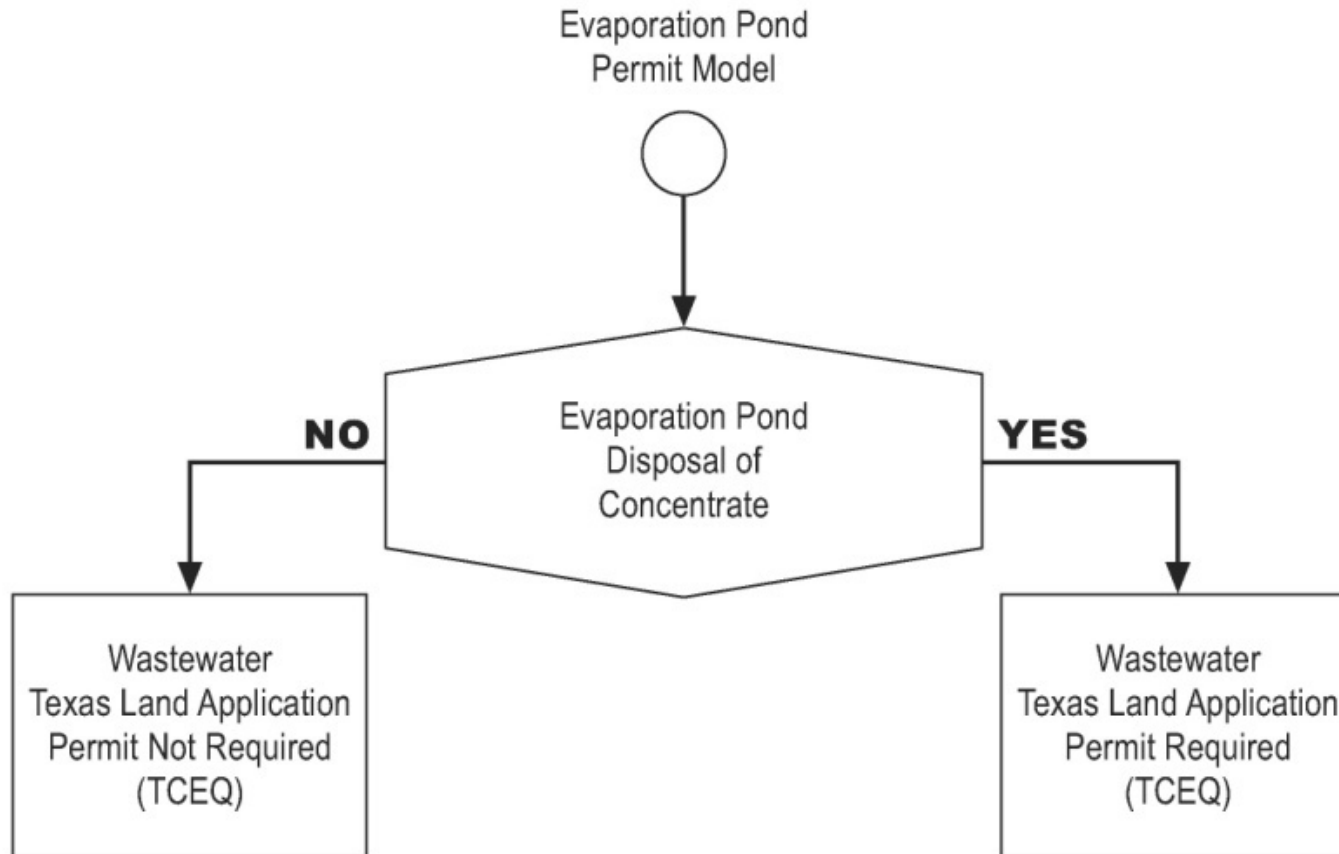 Evaporation Pond
Permit Model
NO
Evaporation Pond
Disposal of
Concentrate
YES
Wastewater
Texas Land Application
Permit Not Required
(TCEQ)
Wastewater
Texas Land Application
Permit Required
(TCEQ)